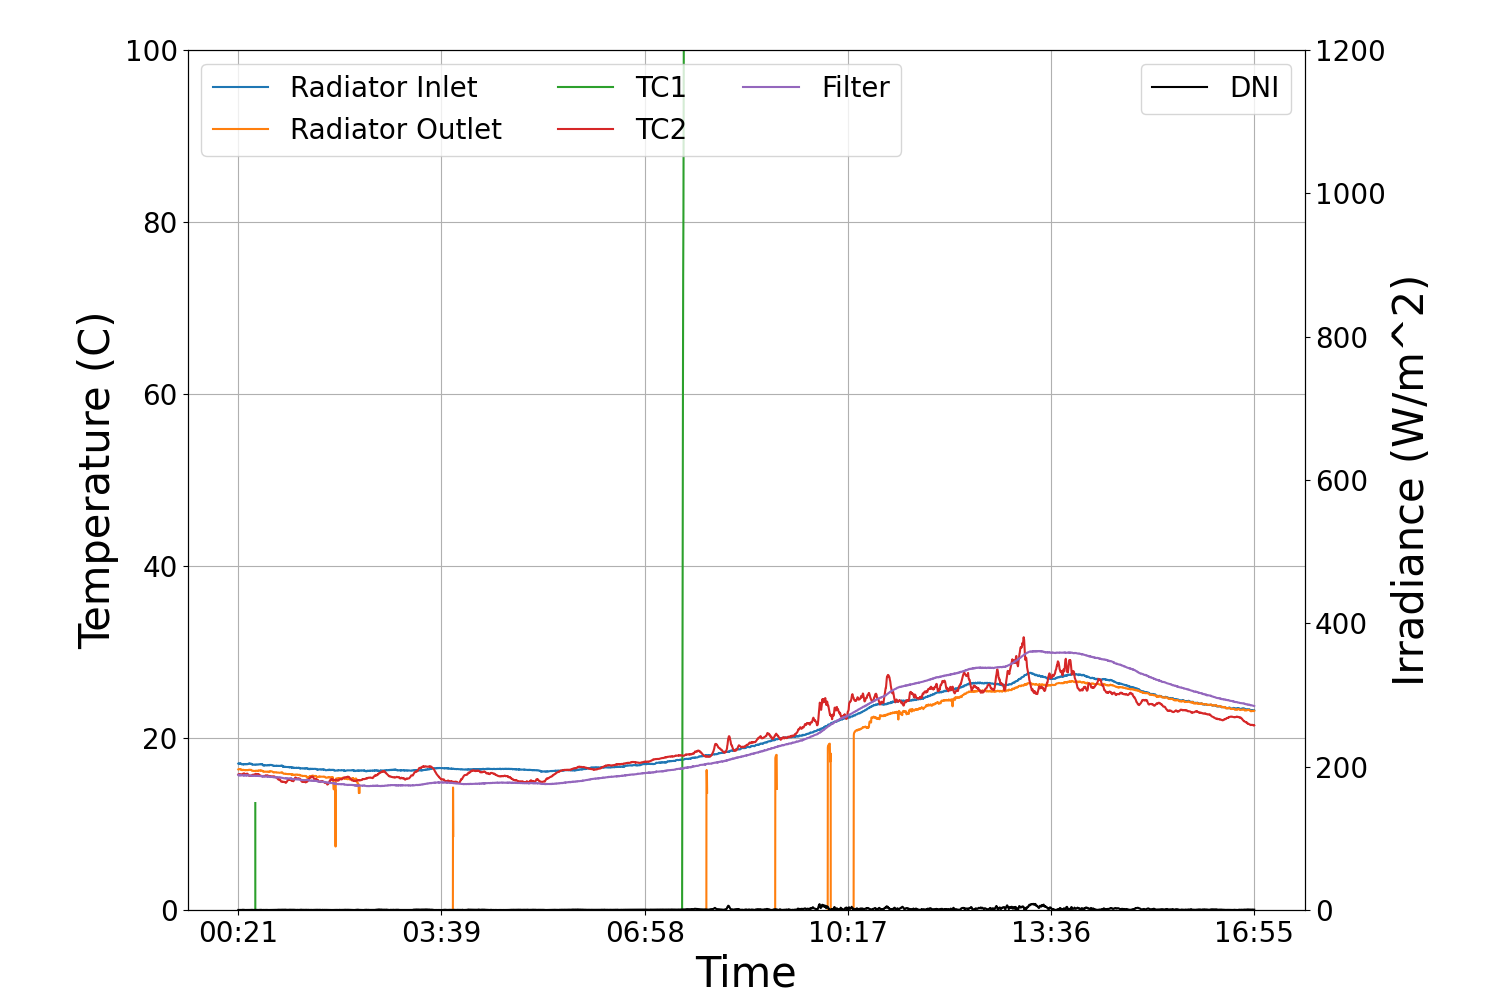 100
80
60
40
20
0
Temperature (C)
Radiator Inlet
Radiator Outlet
TC1
TC2
Filter
DNI
1200
1000
800
600
400
200
0
Irradiance (W/m^2)
00:21 03:39 06:58 10:17 13:36 16:55
Time